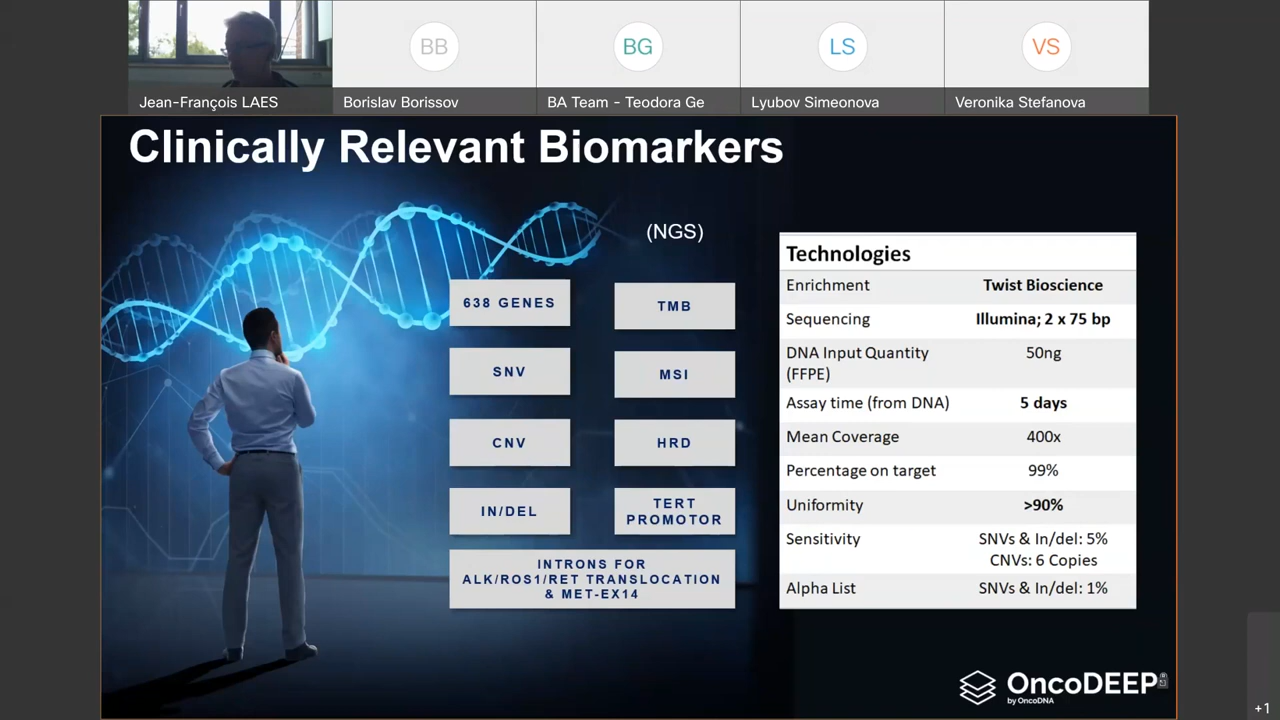 BB
BG
LS
VS
Jean-François LAES
Borislav Borissov
BA Team - Teodora Ge
Lyubov Simeonova
Veronika Stefanova
Clinically Relevant Biomarkers
(NGS)
638 GENES
TMB
SNV
MSI
CNV
HRD
IN/DEL
TERT
PROMOTOR
INTRONS FOR
ALK/ROS1/RET TRANSLOCATION
& MET-EX14
Technologies
Enrichment Twist Bioscience
Sequencing Illumina; 2 x 75 bp
DNA Input Quantity 50ng
(FFPE)
Assay time (from DNA) 5 days
Mean Coverage 400x
Percentage on target 99%
Uniformity >90%
Sensitivity SNVs & In/del: 5%
CNVs: 6 Copies
Alpha List SNVs & In/del: 1%
OncoDEEP
by OncoDNA
+1